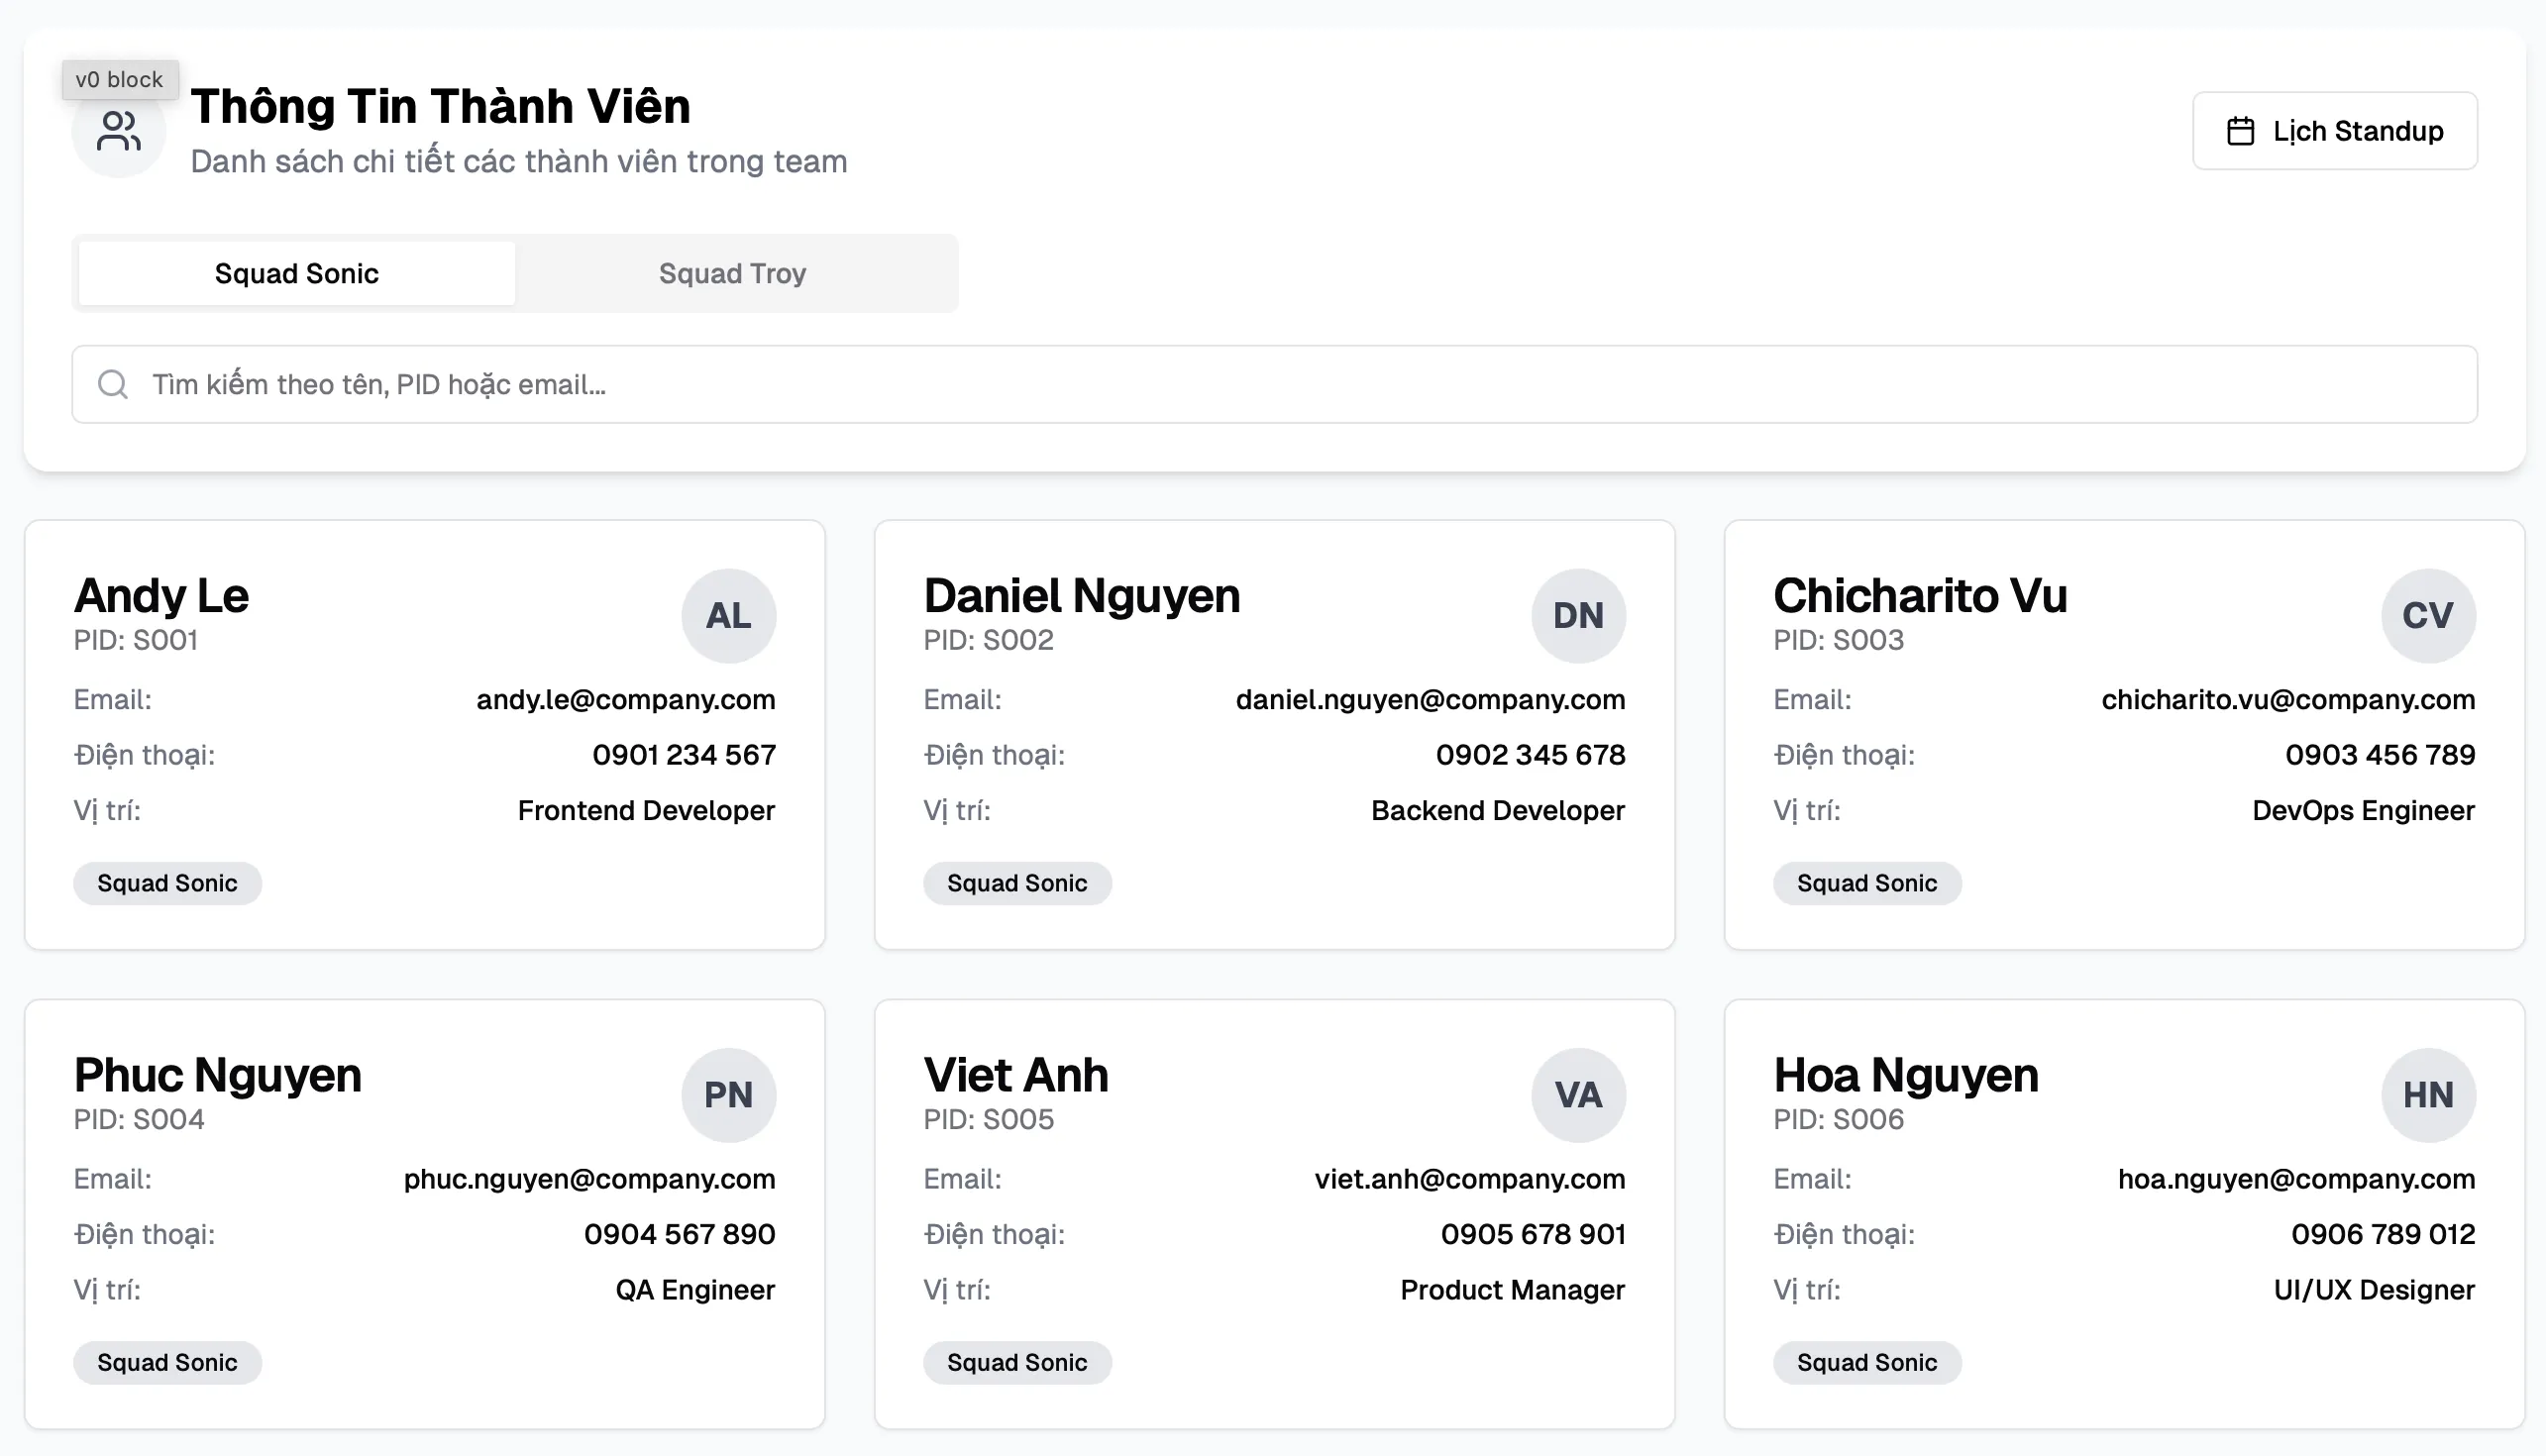 v0 block
Thông Tin Thành Viên
Danh sách chi tiết các thành viên trong team
Lịch Standup
Squad Sonic
Squad Troy
Tìm kiếm theo tên, PID hoặc email...
Andy Le
AL
PID: S001
Email: andy.le@company.com
Điện thoại: 0901 234 567
Vị trí: Frontend Developer
Squad Sonic
Daniel Nguyen
DN
PID: S002
Email: daniel.nguyen@company.com
Điện thoại: 0902 345 678
Vị trí: Backend Developer
Squad Sonic
Chicharito Vu
CV
PID: S003
Email: chicharito.vu@company.com
Điện thoại: 0903 456 789
Vị trí: DevOps Engineer
Squad Sonic
Phuc Nguyen
PN
PID: S004
Email: phuc.nguyen@company.com
Điện thoại: 0904 567 890
Vị trí: QA Engineer
Squad Sonic
Viet Anh
VA
PID: S005
Email: viet.anh@company.com
Điện thoại: 0905 678 901
Vị trí: Product Manager
Squad Sonic
Hoa Nguyen
HN
PID: S006
Email: hoa.nguyen@company.com
Điện thoại: 0906 789 012
Vị trí: UI/UX Designer
Squad Sonic